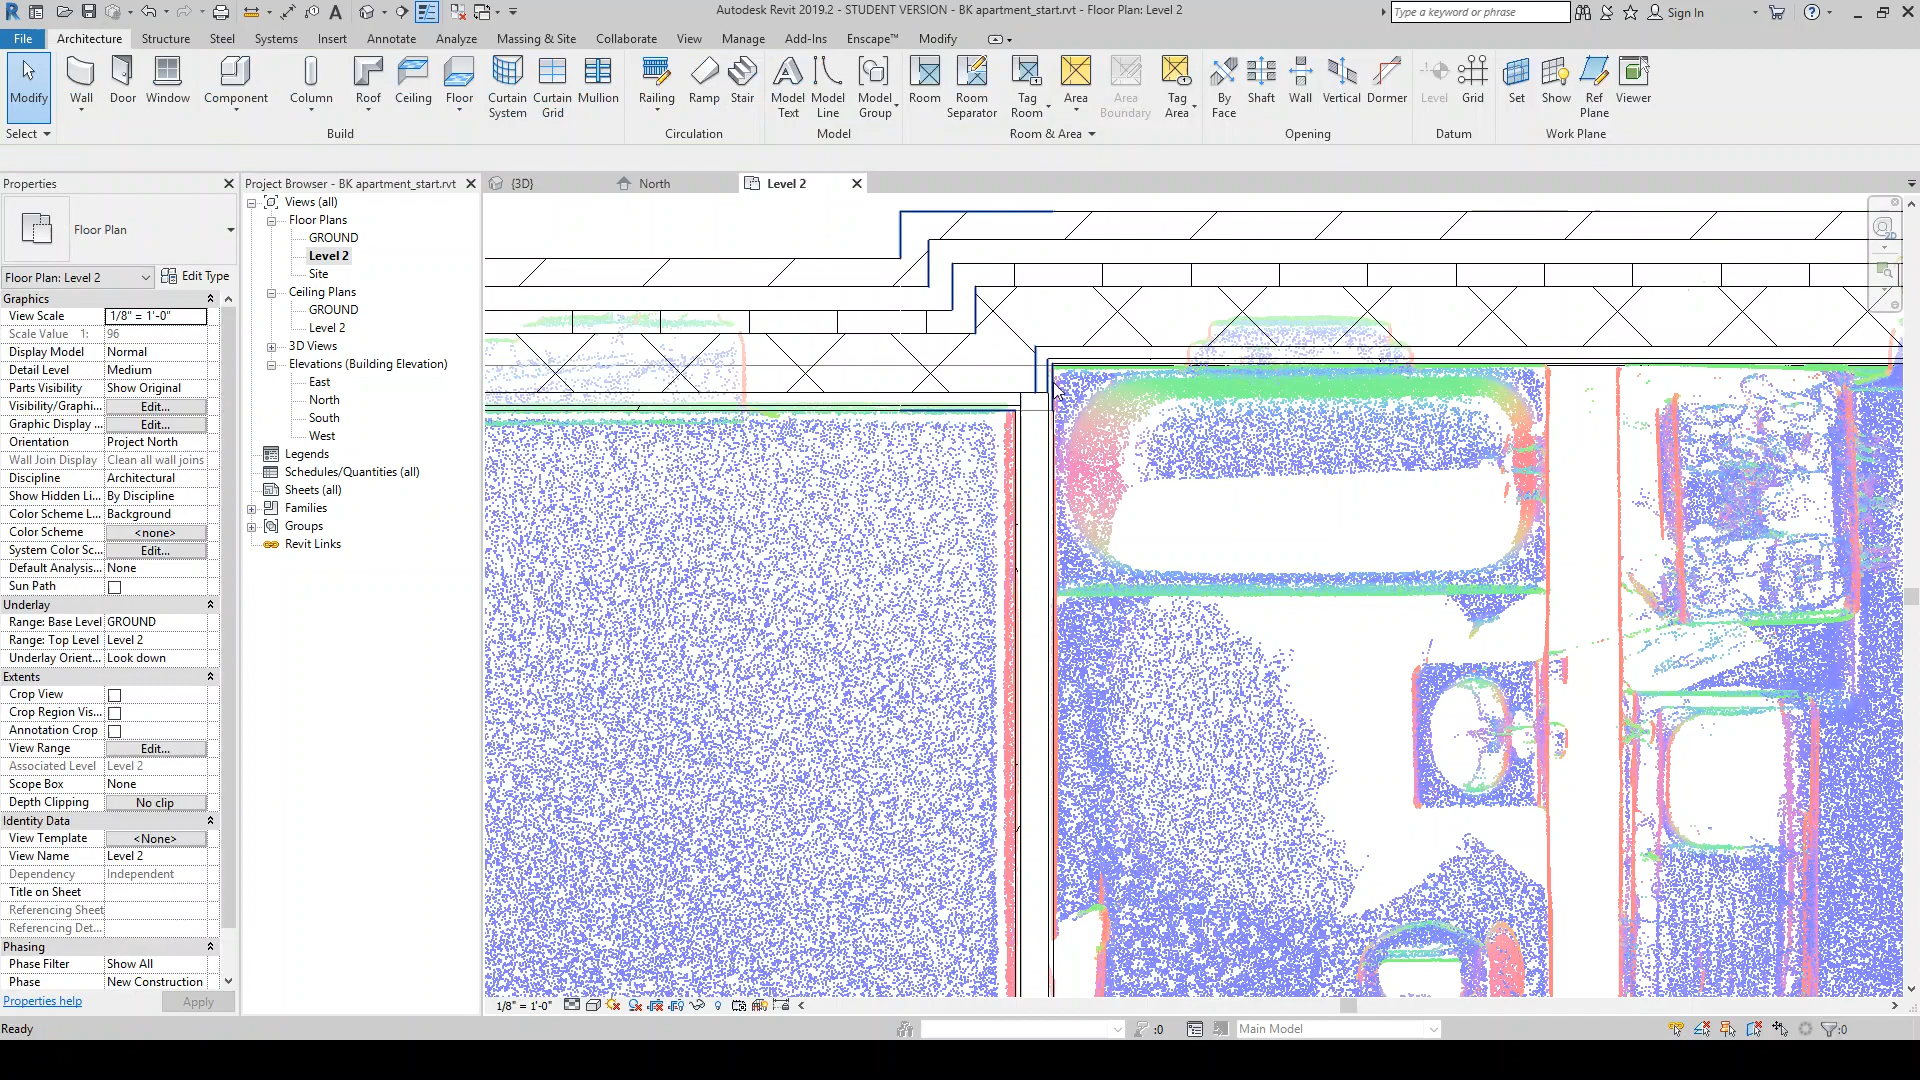 Autodesk Revit 2019.2 - STUDENT VERSION - BK apartment_start.rvt - Floor Plan: Level 2
Type a keyword or phrase
Sign In
File Architecture Structure Steel Systems Insert Annotate Analyze Massing & Site Collaborate View Manage Add-Ins Enscape™ Modify
Modify Wall Door Window Component Column Roof Ceiling Floor Curtain System Curtain Grid Mullion Railing Ramp Stair Model Text Model Line Model Group Room Room Separator Tag Room Area Area Boundary Tag Area By Face Shaft Wall Vertical Dormer Level Grid Set Show Ref Plane Viewer
Select Build Circulation Model Room & Area Opening Datum Work Plane
Properties
Floor Plan
Floor Plan: Level 2 Edit Type
Graphics
View Scale 1/8" = 1'-0"
Scale Value 1: 96
Display Model Normal
Detail Level Medium
Parts Visibility Show Original
Visibility/Graphi... Edit...
Graphic Display ... Edit...
Orientation Project North
Wall Join Display Clean all wall joins
Discipline Architectural
Show Hidden Li... By Discipline
Color Scheme L... Background
Color Scheme <none>
System Color Sc... Edit...
Default Analysis... None
Sun Path
Underlay
Range: Base Level GROUND
Range: Top Level Level 2
Underlay Orient... Look down
Extents
Crop View
Crop Region Vis...
Annotation Crop
View Range Edit...
Associated Level Level 2
Scope Box None
Depth Clipping No clip
Identity Data
View Template <None>
View Name Level 2
Dependency Independent
Title on Sheet
Referencing Sheet
Referencing Det...
Phasing
Phase Filter Show All
Phase New Construction
Properties help Apply
Project Browser - BK apartment_start.rvt
Views (all)
Floor Plans
GROUND
Level 2
Site
Ceiling Plans
GROUND
Level 2
3D Views
Elevations (Building Elevation)
East
North
South
West
Legends
Schedules/Quantities (all)
Sheets (all)
Families
Groups
Revit Links
{3D} North Level 2
2D
1/8" = 1'-0"
Ready
:0
Main Model
:0